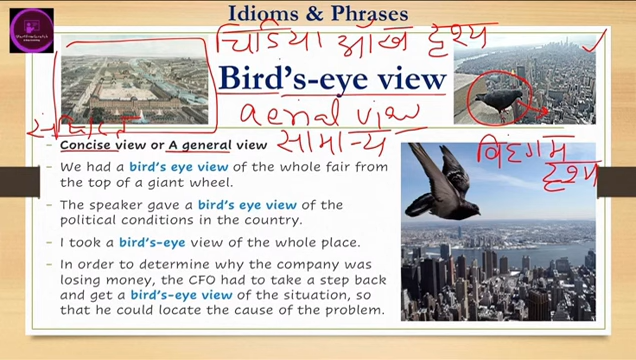 Idioms & Phrases
चिडिया आँख दृश्य
Bird's-eye view
aerial view
संक्षिप्त
सामान्य
विहंगम
दृश्य
- Concise view or A general view
- We had a bird's eye view of the whole fair from
the top of a giant wheel.
- The speaker gave a bird's eye view of the
political conditions in the country.
- I took a bird's-eye view of the whole place.
- In order to determine why the company was
losing money, the CFO had to take a step back
and get a bird's-eye view of the situation, so
that he could locate the cause of the problem.